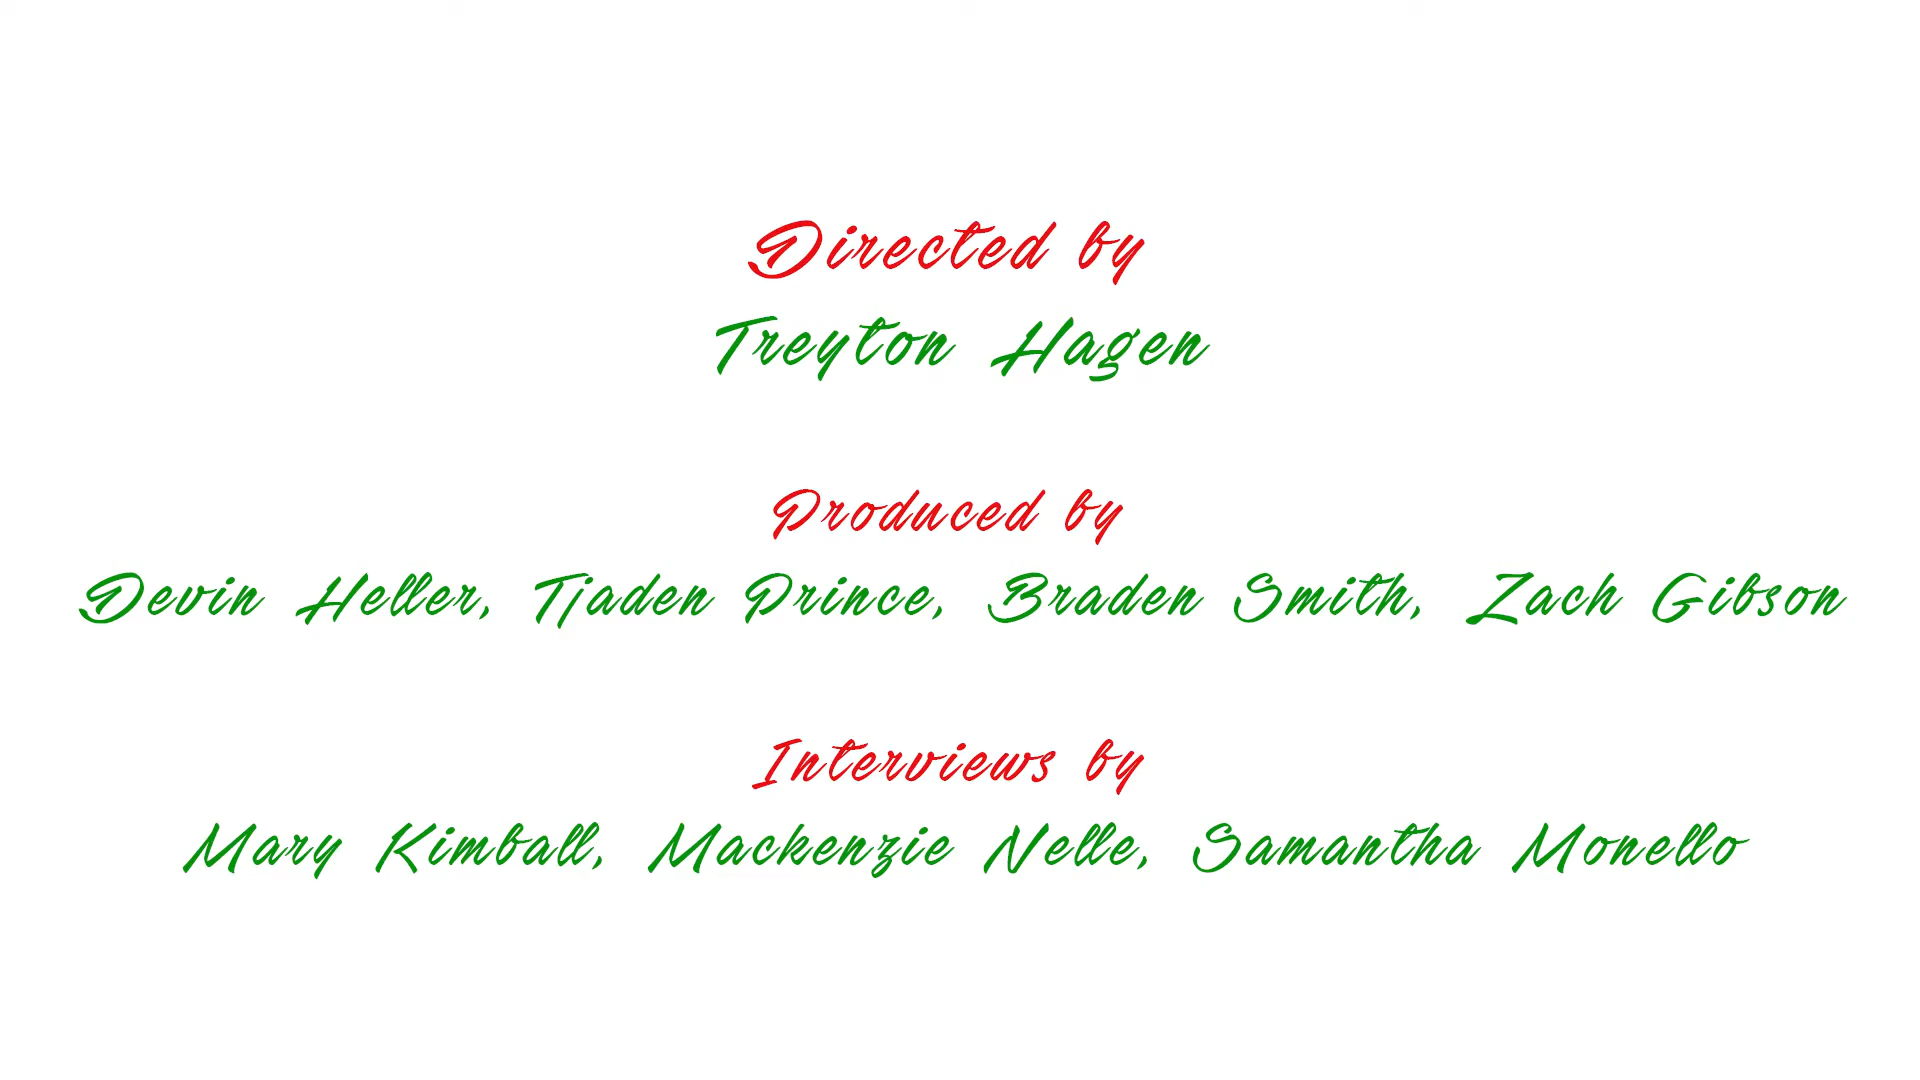 Directed by
Treyton Hagen
Produced by
Devin Heller, Tjaden Prince, Braden Smith, Zach Gibson
Interviews by
Mary Kimball, Mackenzie Nelle, Samantha Monello